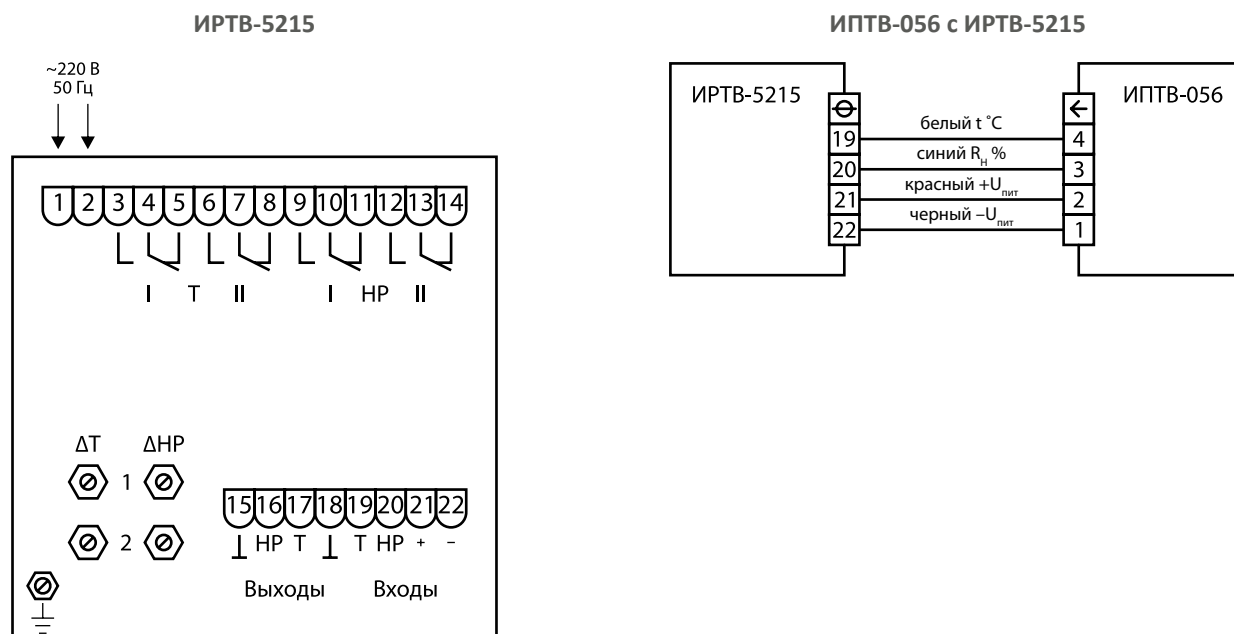 ИРТВ-5215
~220 В
50 Гц
1 2 3 4 5 6 7 8 9 10 11 12 13 14
I T II I HP II
ΔT ΔHP
1
2
15 16 17 18 19 20 21 22
⊥ HP T ⊥ T HP + –
Выходы Входы
ИПТВ-056 с ИРТВ-5215
ИРТВ-5215
ИПТВ-056
19 белый t ˚C 4
20 синий RH % 3
21 красный +Uпит 2
22 черный –Uпит 1